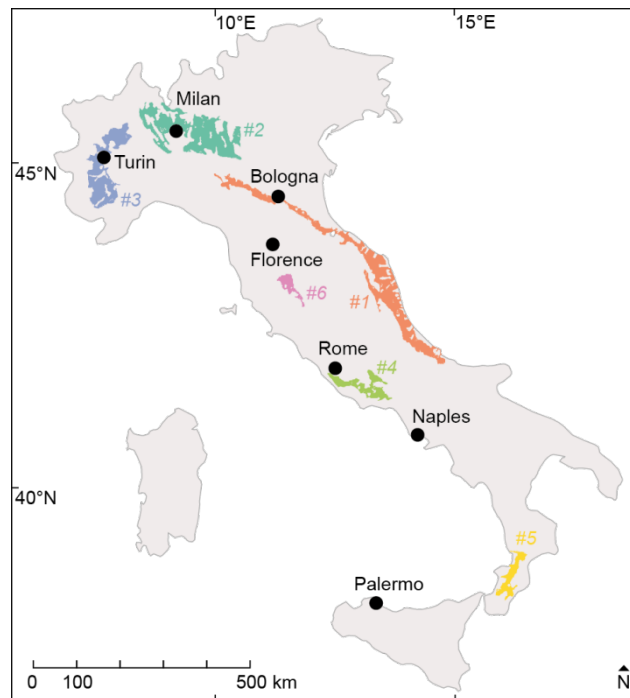 10°E
15°E
Milan
#2
45°N
Turin
Bologna
#3
Florence
#6
#1
Rome
#4
Naples
40°N
#5
Palermo
0 100 500 km
N